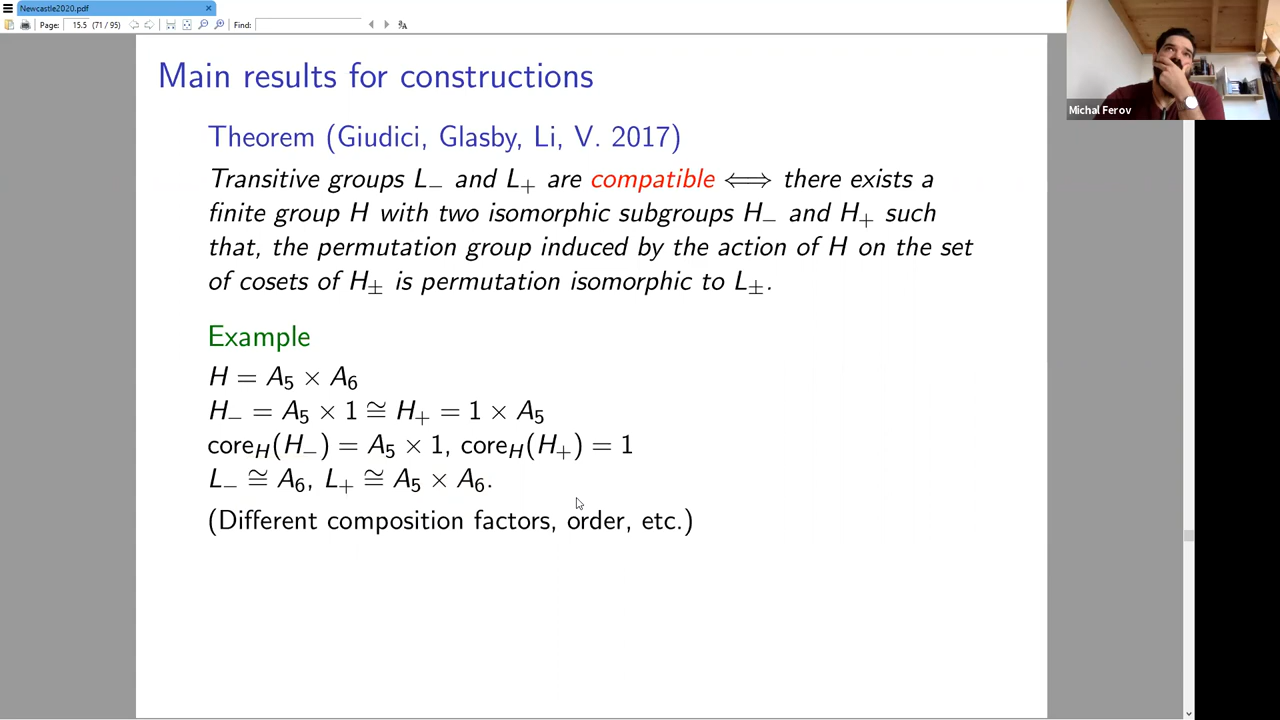 Newcastle2020.pdf
×
Page: 15.5 (71 / 95) Find:
Main results for constructions
Michal Ferov
Theorem (Giudici, Glasby, Li, V. 2017)
Transitive groups L₋ and L₊ are compatible ⟺ there exists a
finite group H with two isomorphic subgroups H₋ and H₊ such
that, the permutation group induced by the action of H on the set
of cosets of H± is permutation isomorphic to L±.
Example
H = A₅ × A₆
H₋ = A₅ × 1 ≅ H₊ = 1 × A₅
core_H(H₋) = A₅ × 1, core_H(H₊) = 1
L₋ ≅ A₆, L₊ ≅ A₅ × A₆.
(Different composition factors, order, etc.)